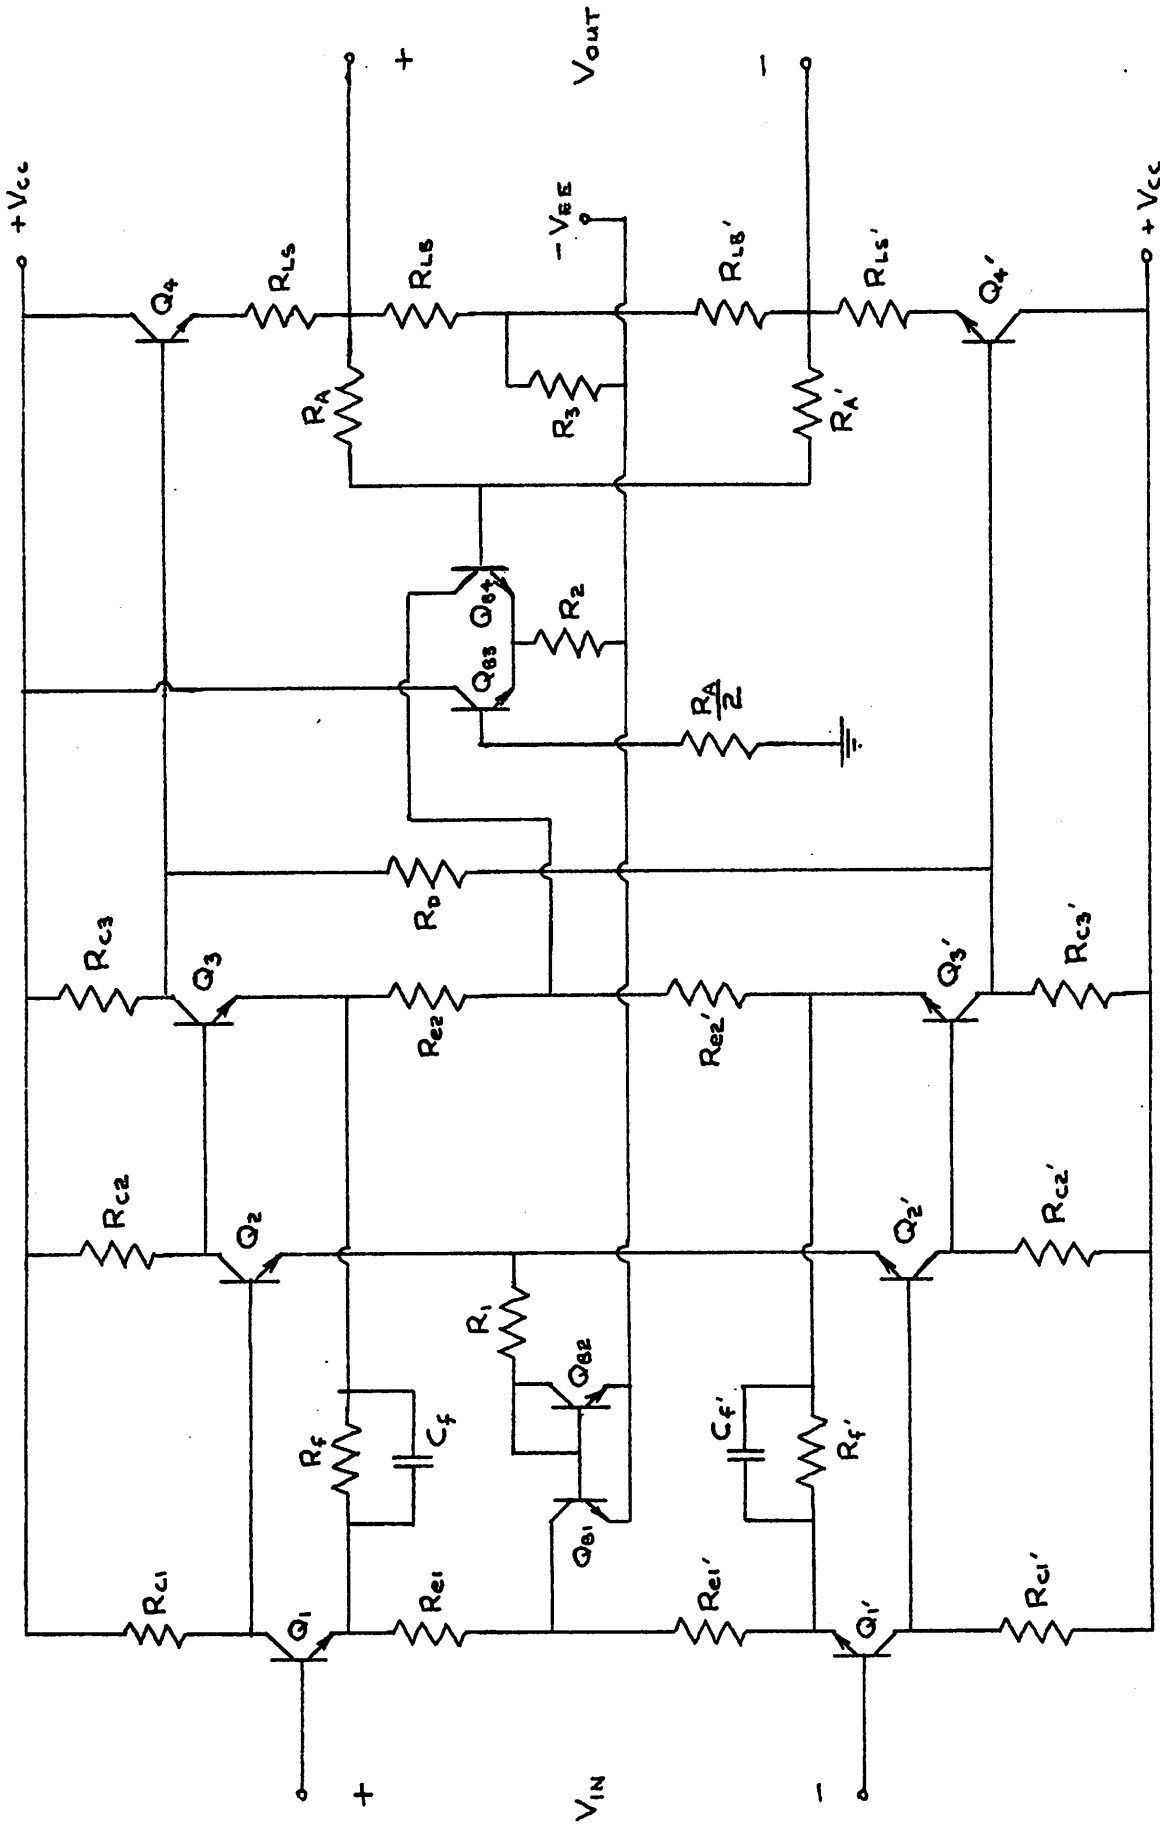 +Vcc
RC1
RC2
RC3
Q4
RLS
Q1
Q2
Q3
+
RA
RLB
Rf
Cf
Re1
Re2
RD
VIN
R1
QB1
QB2
QB3
QB4
R2
R3
-VEE
VOUT
RA/2
Re1'
Cf'
Rf'
Re2'
RA'
RLB'
RLS'
-
Q1'
Q2'
Q3'
Q4'
RC1'
RC2'
RC3'
+Vcc
+
-